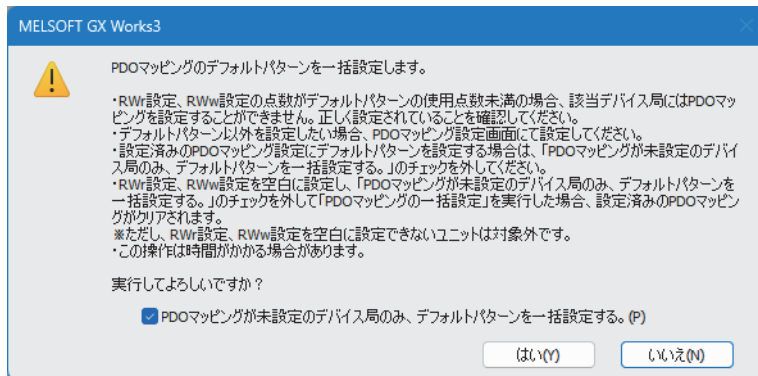 MELSOFT GX Works3
PDOマッピングのデフォルトパターンを一括設定します。
・RWr設定、RWw設定の点数がデフォルトパターンの使用点数未満の場合、該当デバイス局にはPDOマッ
ピングを設定することができません。正しく設定されていることを確認してください。
・デフォルトパターン以外を設定したい場合、PDOマッピング設定画面にて設定してください。
・設定済みのPDOマッピング設定にデフォルトパターンを設定する場合は、「PDOマッピングが未設定のデバイ
ス局のみ、デフォルトパターンを一括設定する。」のチェックを外してください。
・RWr設定、RWw設定を空白に設定し、「PDOマッピングが未設定のデバイス局のみ、デフォルトパターンを
一括設定する。」のチェックを外して「PDOマッピングの一括設定」を実行した場合、設定済みのPDOマッピン
グがクリアされます。
※ただし、RWr設定、RWw設定を空白に設定できないユニットは対象外です。
・この操作は時間がかかる場合があります。
実行してよろしいですか？
PDOマッピングが未設定のデバイス局のみ、デフォルトパターンを一括設定する。(P)
はい(Y) いいえ(N)